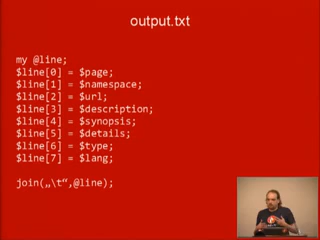 output.txt
my @line;
$line[0] = $page;
$line[1] = $namespace;
$line[2] = $url;
$line[3] = $description;
$line[4] = $synopsis;
$line[5] = $details;
$line[6] = $type;
$line[7] = $lang;
join(„\t“,@line);